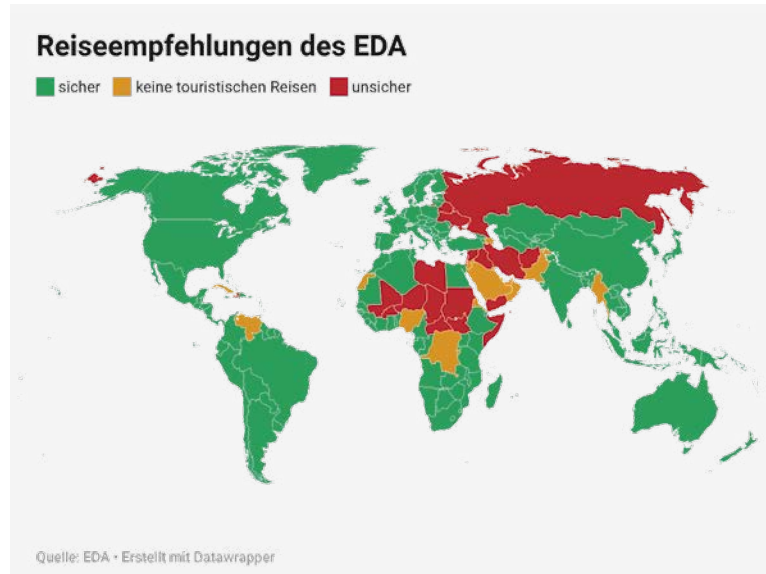 Reiseempfehlungen des EDA
sicher keine touristischen Reisen unsicher
Quelle: EDA • Erstellt mit Datawrapper